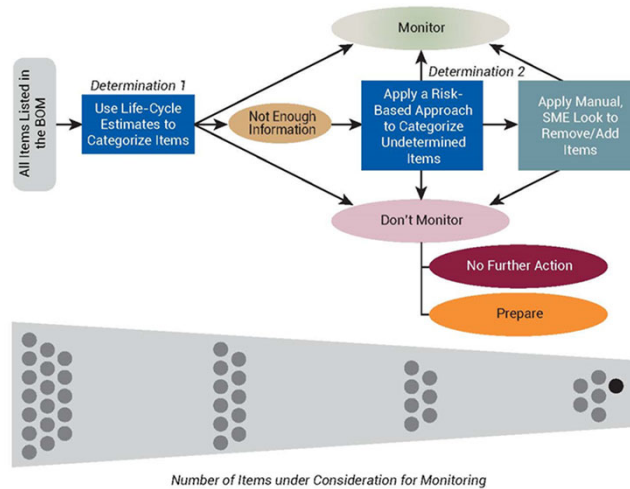 Monitor
Determination 1
Determination 2
All Items Listed in
the BOM
Use Life-Cycle
Estimates to
Categorize Items
Not Enough
Information
Apply a Risk-
Based Approach
to Categorize
Undetermined
Items
Apply Manual,
SME Look to
Remove/Add
Items
Don't Monitor
No Further Action
Prepare
Number of Items under Consideration for Monitoring